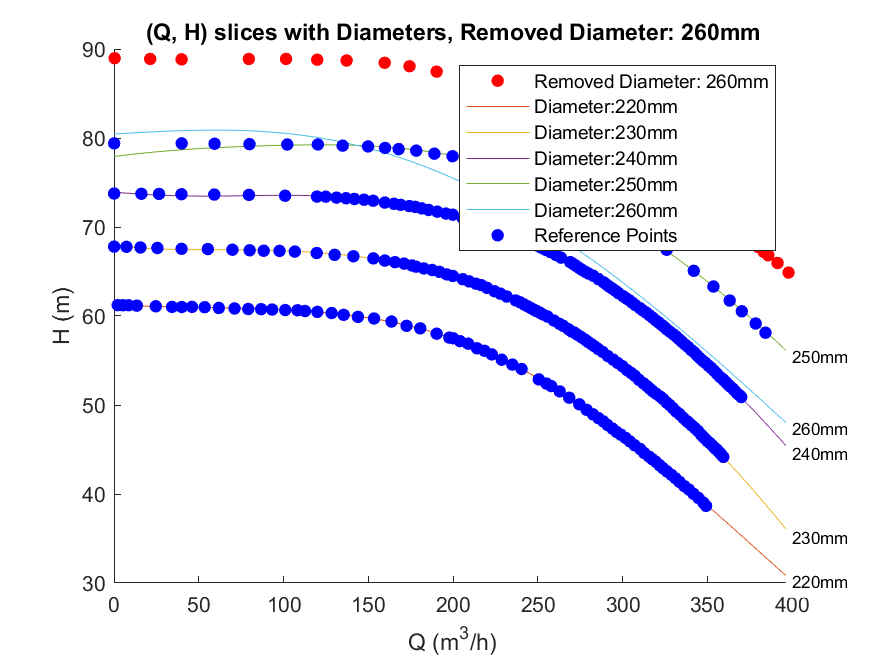 (Q, H) slices with Diameters, Removed Diameter: 260mm
90
80
70
60
50
40
30
H (m)
Removed Diameter: 260mm
Diameter:220mm
Diameter:230mm
Diameter:240mm
Diameter:250mm
Diameter:260mm
Reference Points
250mm
260mm
240mm
230mm
220mm
0 50 100 150 200 250 300 350 400
Q (m³/h)